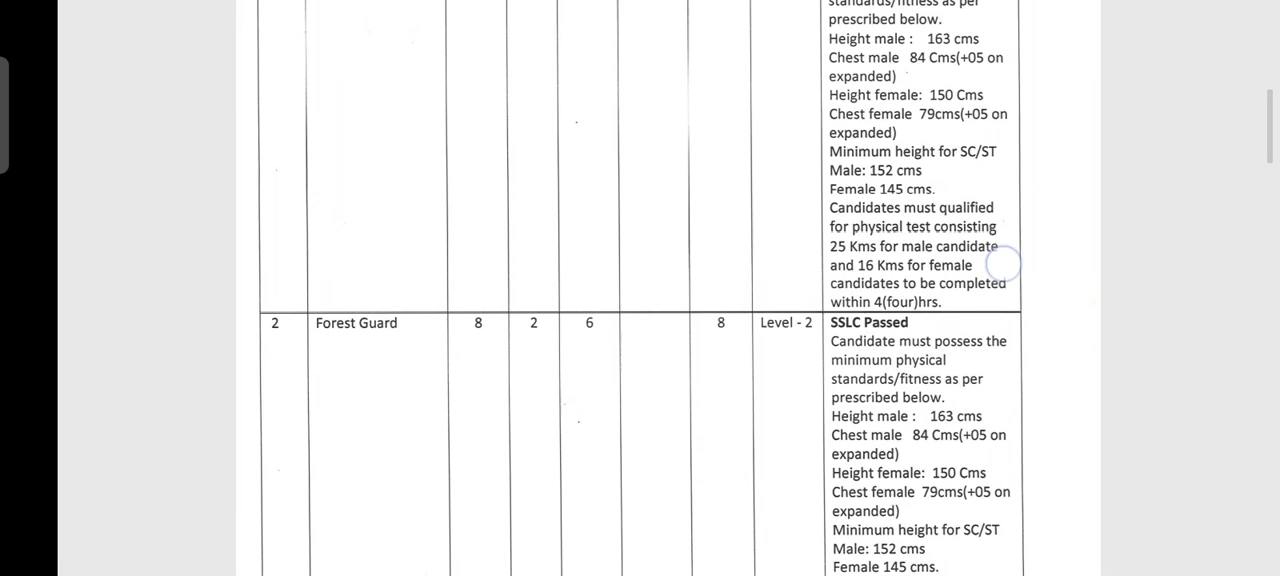 standards/fitness as per
prescribed below.
Height male :   163 cms
Chest male   84 Cms(+05 on
expanded)
Height female:  150 Cms
Chest female  79cms(+05 on
expanded)
Minimum height for SC/ST
Male: 152 cms
Female 145 cms.
Candidates must qualified
for physical test consisting
25 Kms for male candidate
and 16 Kms for female
candidates to be completed
within 4(four)hrs.
2 Forest Guard 8 2 6 8 Level - 2 SSLC Passed
Candidate must possess the
minimum physical
standards/fitness as per
prescribed below.
Height male :   163 cms
Chest male   84 Cms(+05 on
expanded)
Height female:  150 Cms
Chest female  79cms(+05 on
expanded)
Minimum height for SC/ST
Male: 152 cms
Female 145 cms.